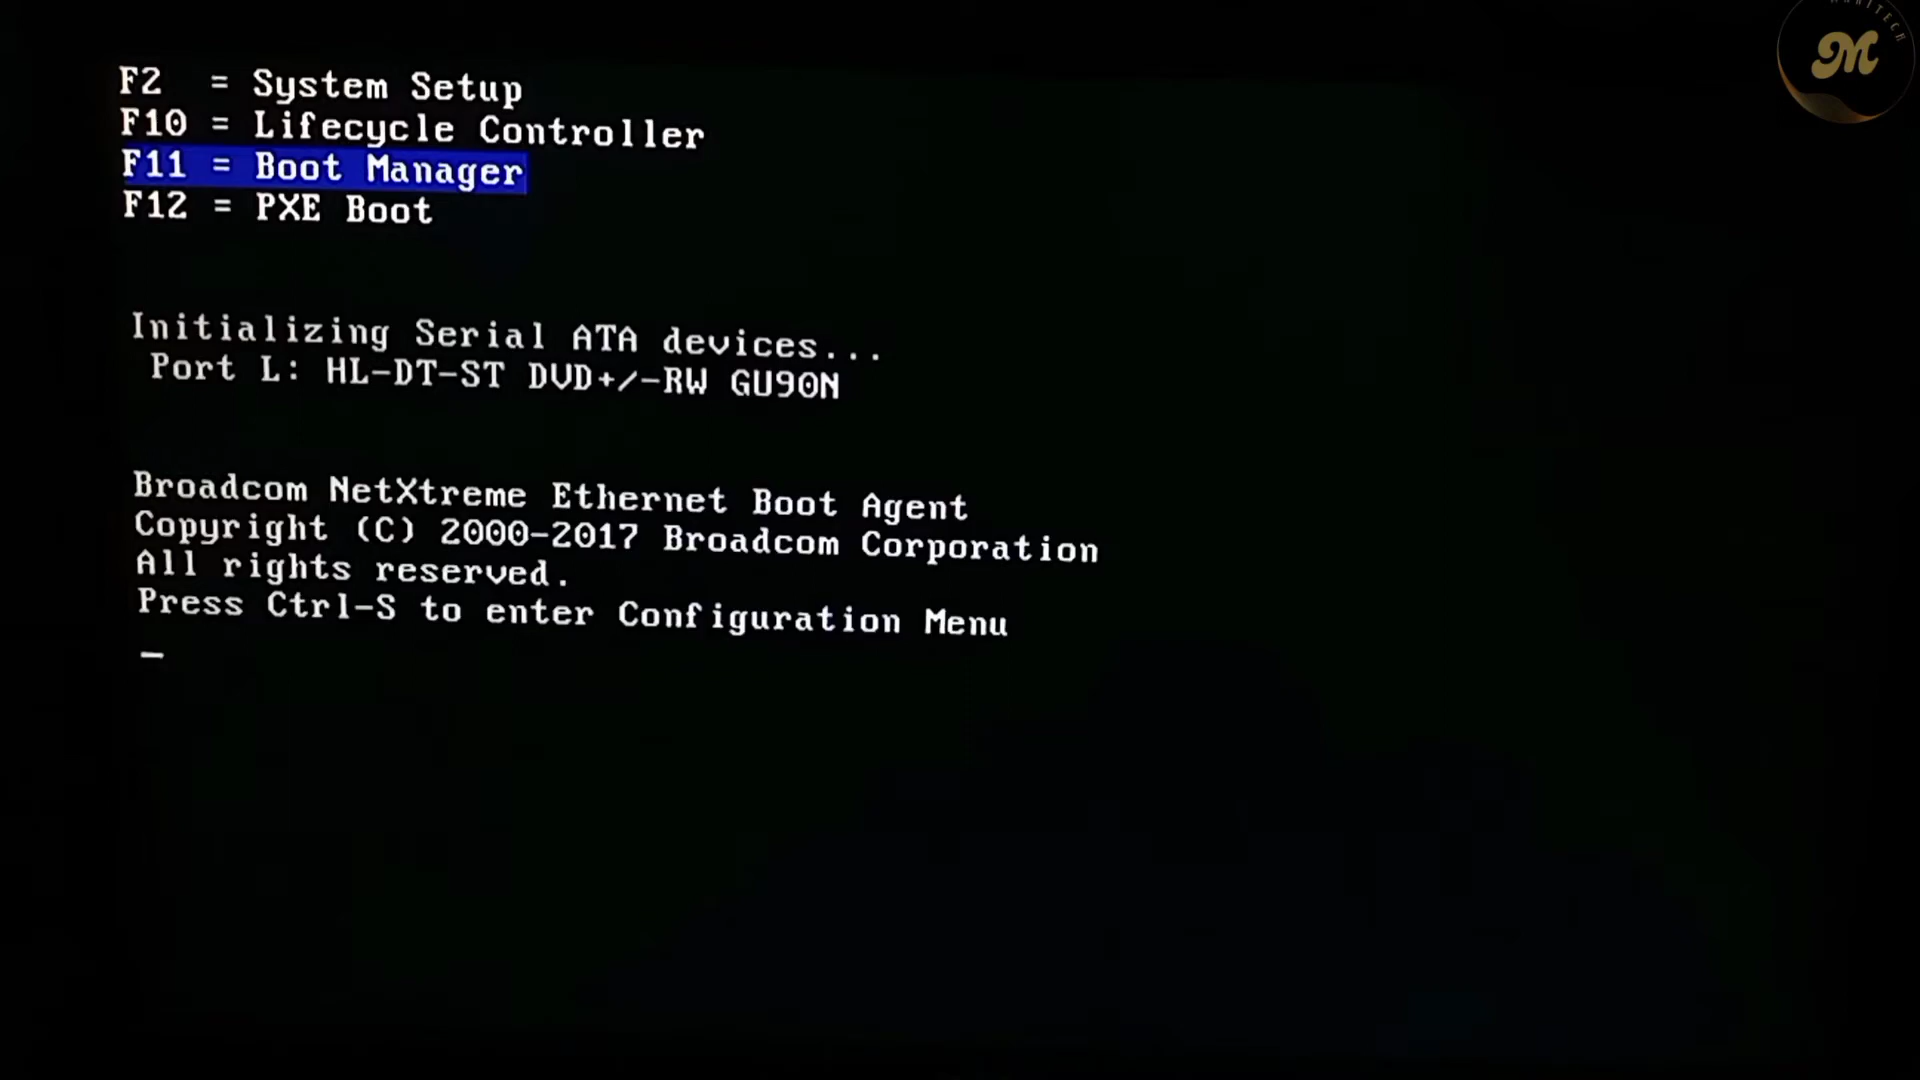 F2  = System Setup
F10 = Lifecycle Controller
F11 = Boot Manager
F12 = PXE Boot
Initializing Serial ATA devices...
Port L: HL-DT-ST DVD+/-RW GU90N
Broadcom NetXtreme Ethernet Boot Agent
Copyright (C) 2000-2017 Broadcom Corporation
All rights reserved.
Press Ctrl-S to enter Configuration Menu
_
M